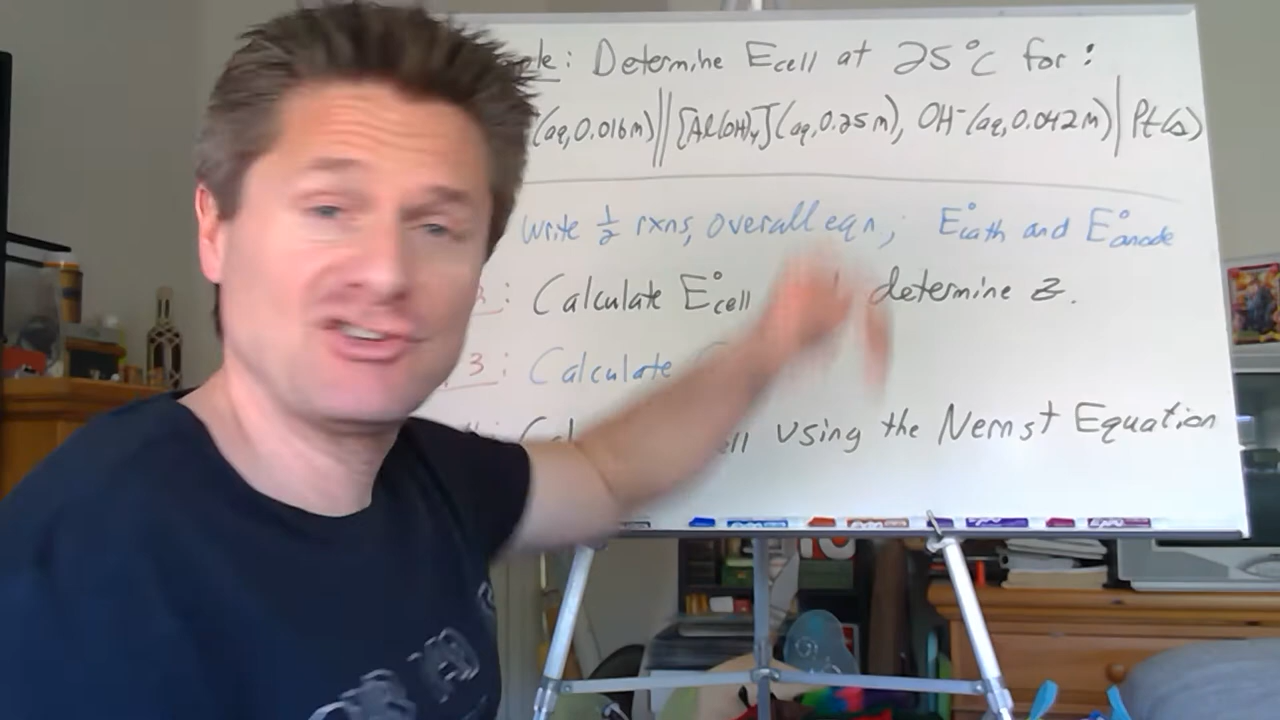 : Determine Ecell at 25°C for:
(aq,0.016M)||[Al(OH)4](aq,0.25M), OH-(aq,0.042M)|Pt(s)
Write 1/2 rxns, overall eqn; E°cath and E°anode
: Calculate E°cell determine z.
3: Calculate
using the Nernst Equation